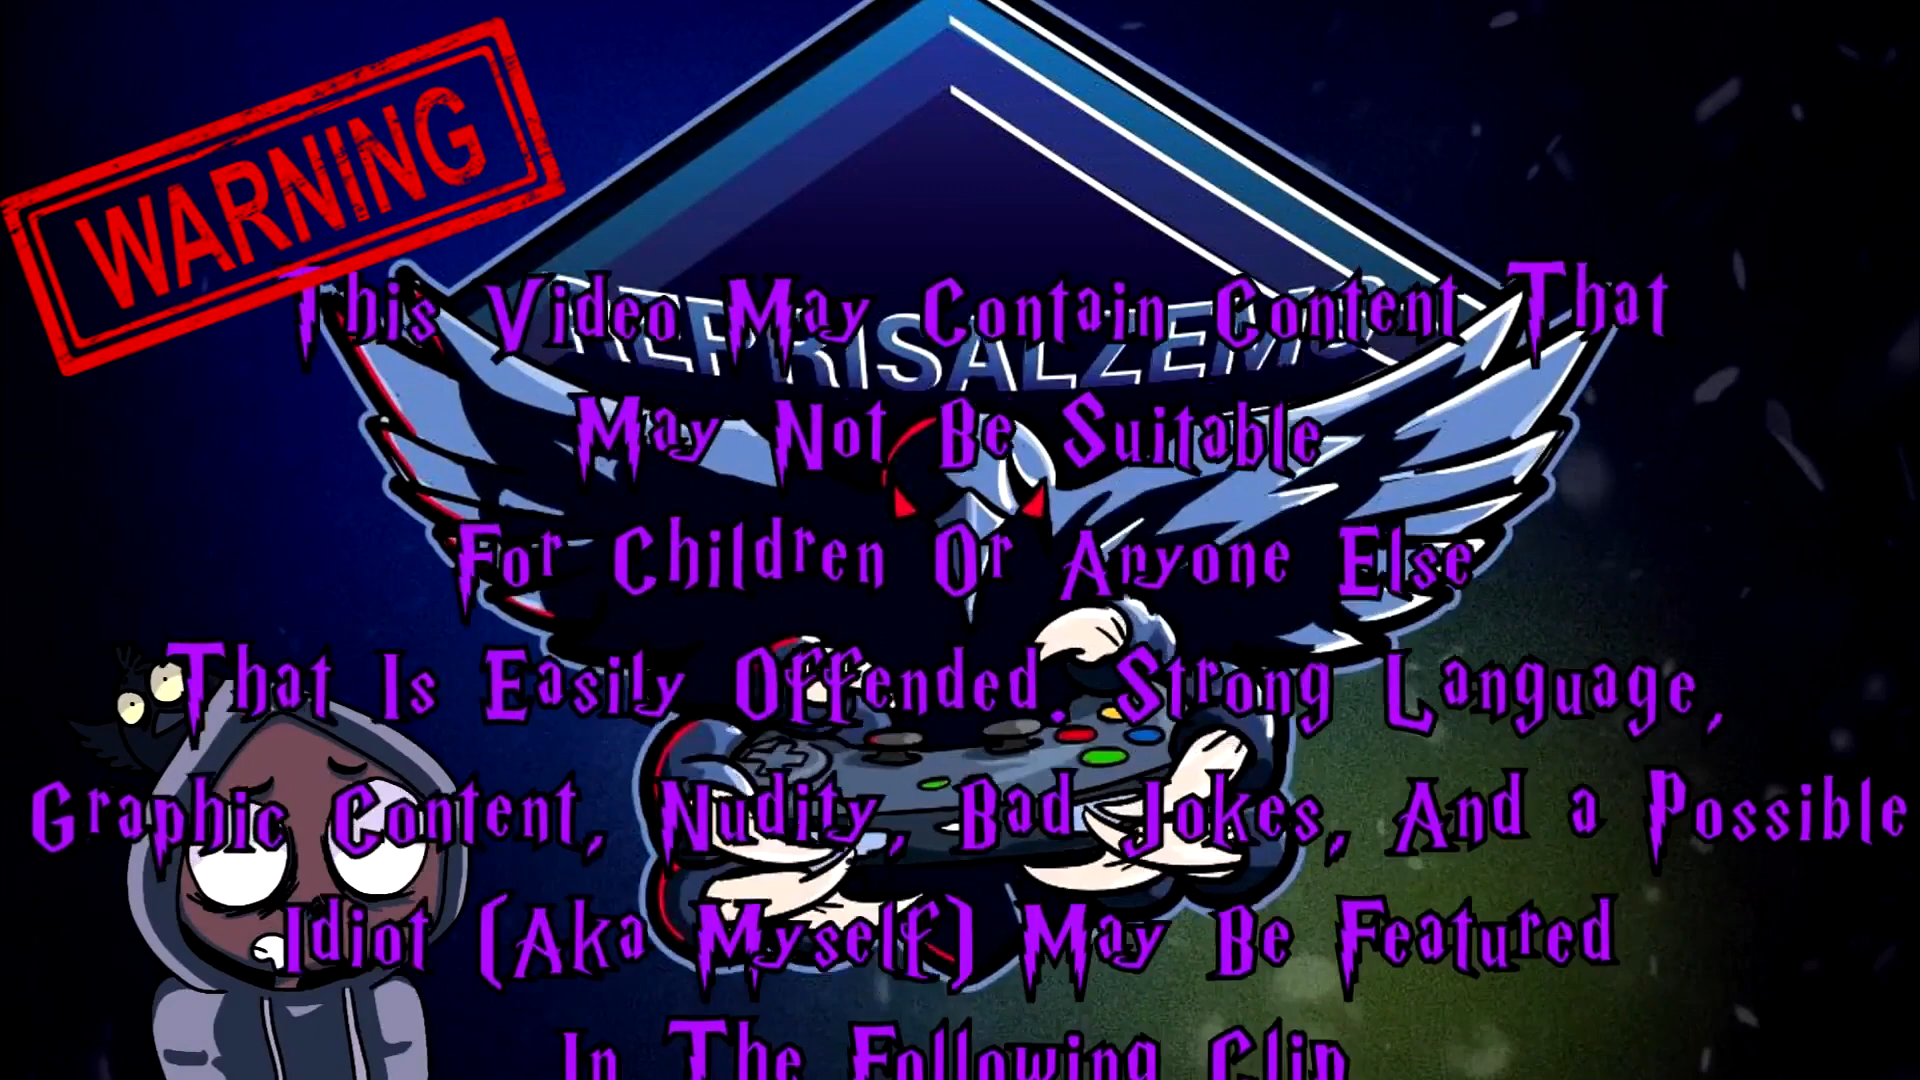 WARNING
This Video May Contain Content That
REPRISALZEMO
May Not Be Suitable
For Children Or Anyone Else
That Is Easily Offended. Strong Language,
Graphic Content, Nudity, Bad Jokes, And a Possible
Idiot (Aka Myself) May Be Featured
In The Following Clip